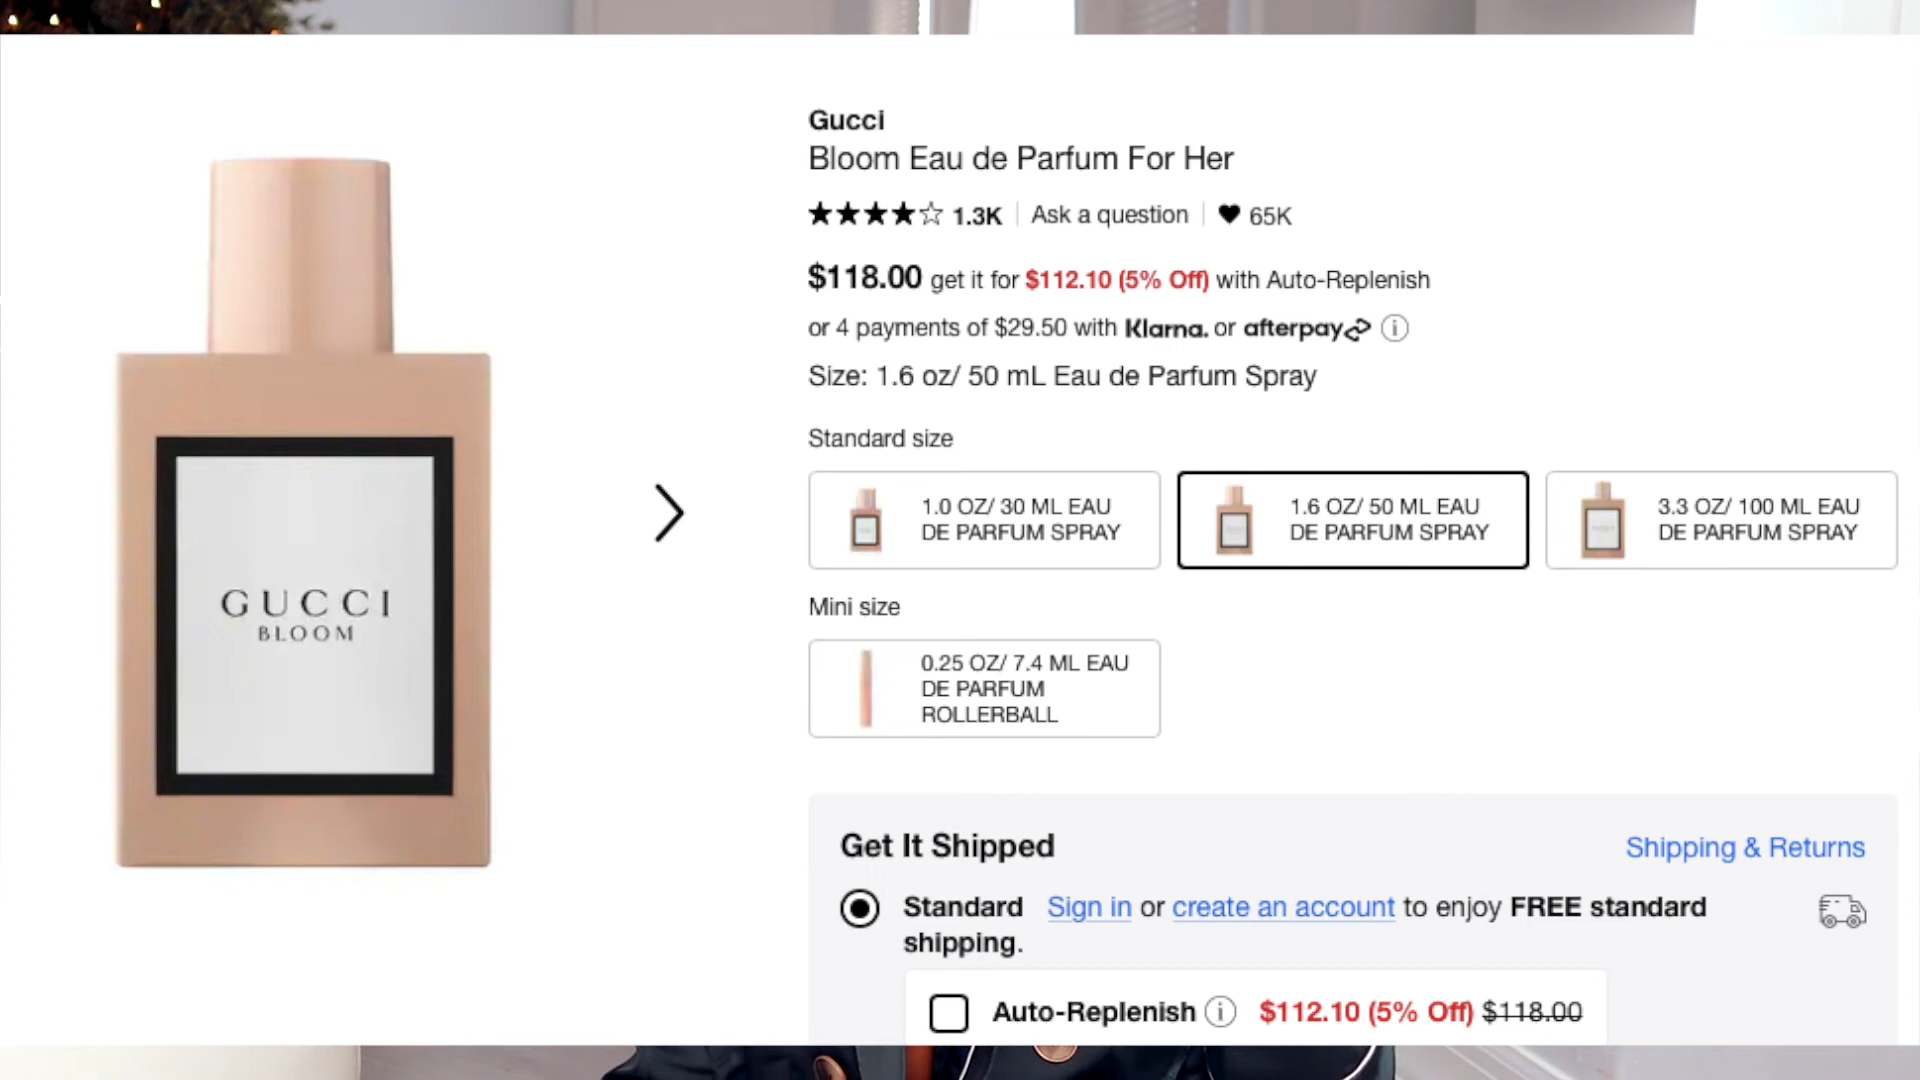 GUCCI
BLOOM
Gucci
Bloom Eau de Parfum For Her
1.3K Ask a question 65K
$118.00 get it for $112.10 (5% Off) with Auto-Replenish
or 4 payments of $29.50 with Klarna. or afterpay
Size: 1.6 oz/ 50 mL Eau de Parfum Spray
Standard size
1.0 OZ/ 30 ML EAU
DE PARFUM SPRAY
1.6 OZ/ 50 ML EAU
DE PARFUM SPRAY
3.3 OZ/ 100 ML EAU
DE PARFUM SPRAY
Mini size
0.25 OZ/ 7.4 ML EAU
DE PARFUM
ROLLERBALL
Get It Shipped
Shipping & Returns
Standard Sign in or create an account to enjoy FREE standard
shipping.
Auto-Replenish $112.10 (5% Off) $118.00